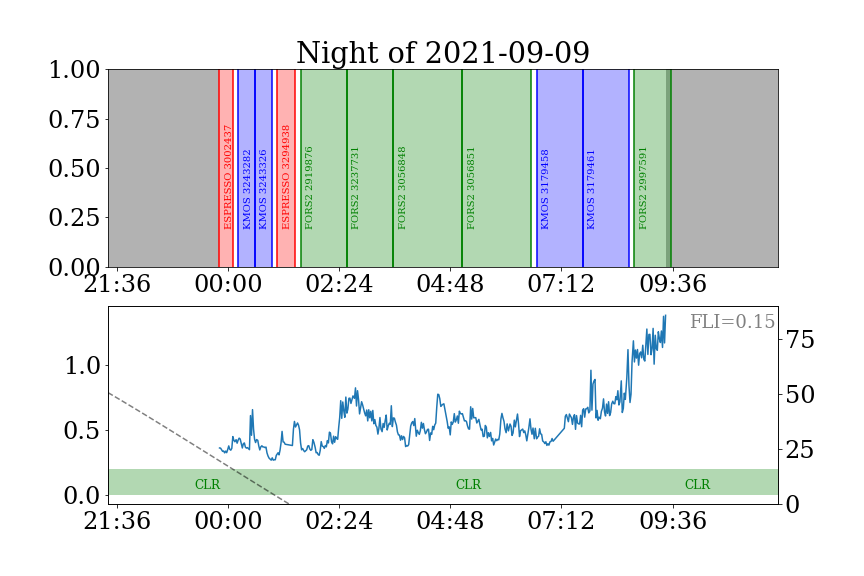 Night of 2021-09-09
1.00
0.75
0.50
0.25
0.00
ESPRESSO 3002437
KMOS 3243282
KMOS 3243326
ESPRESSO 3294938
FORS2 2919876
FORS2 3237731
FORS2 3056848
FORS2 3056851
KMOS 3179458
KMOS 3179461
FORS2 2997591
21:36 00:00 02:24 04:48 07:12 09:36
FLI=0.15
1.0
0.5
0.0
75
50
25
0
CLR CLR CLR
21:36 00:00 02:24 04:48 07:12 09:36